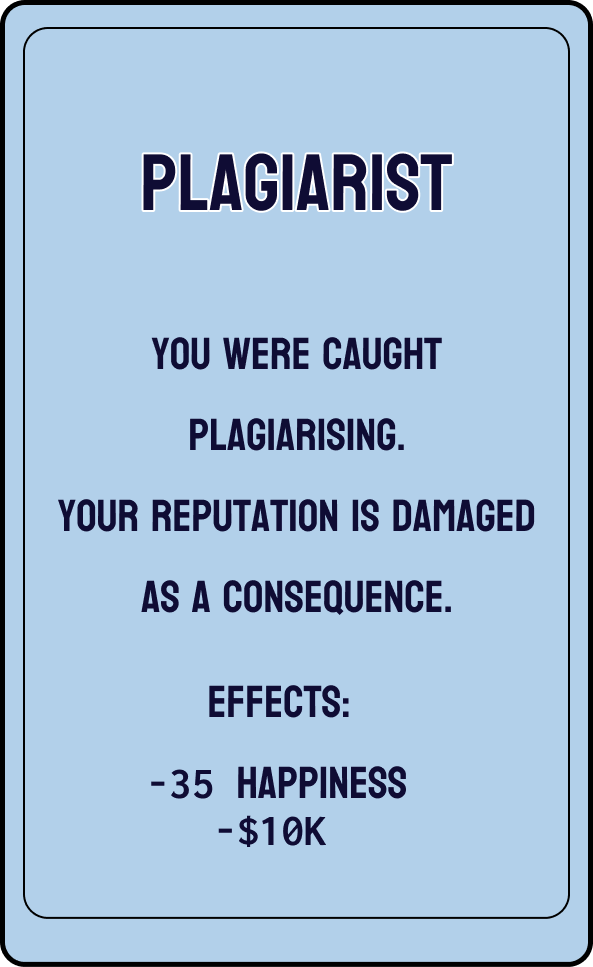 PLAGIARIST
YOU WERE CAUGHT
PLAGIARISING.
YOUR REPUTATION IS DAMAGED
AS A CONSEQUENCE.
EFFECTS:
-35 HAPPINESS
-$10K